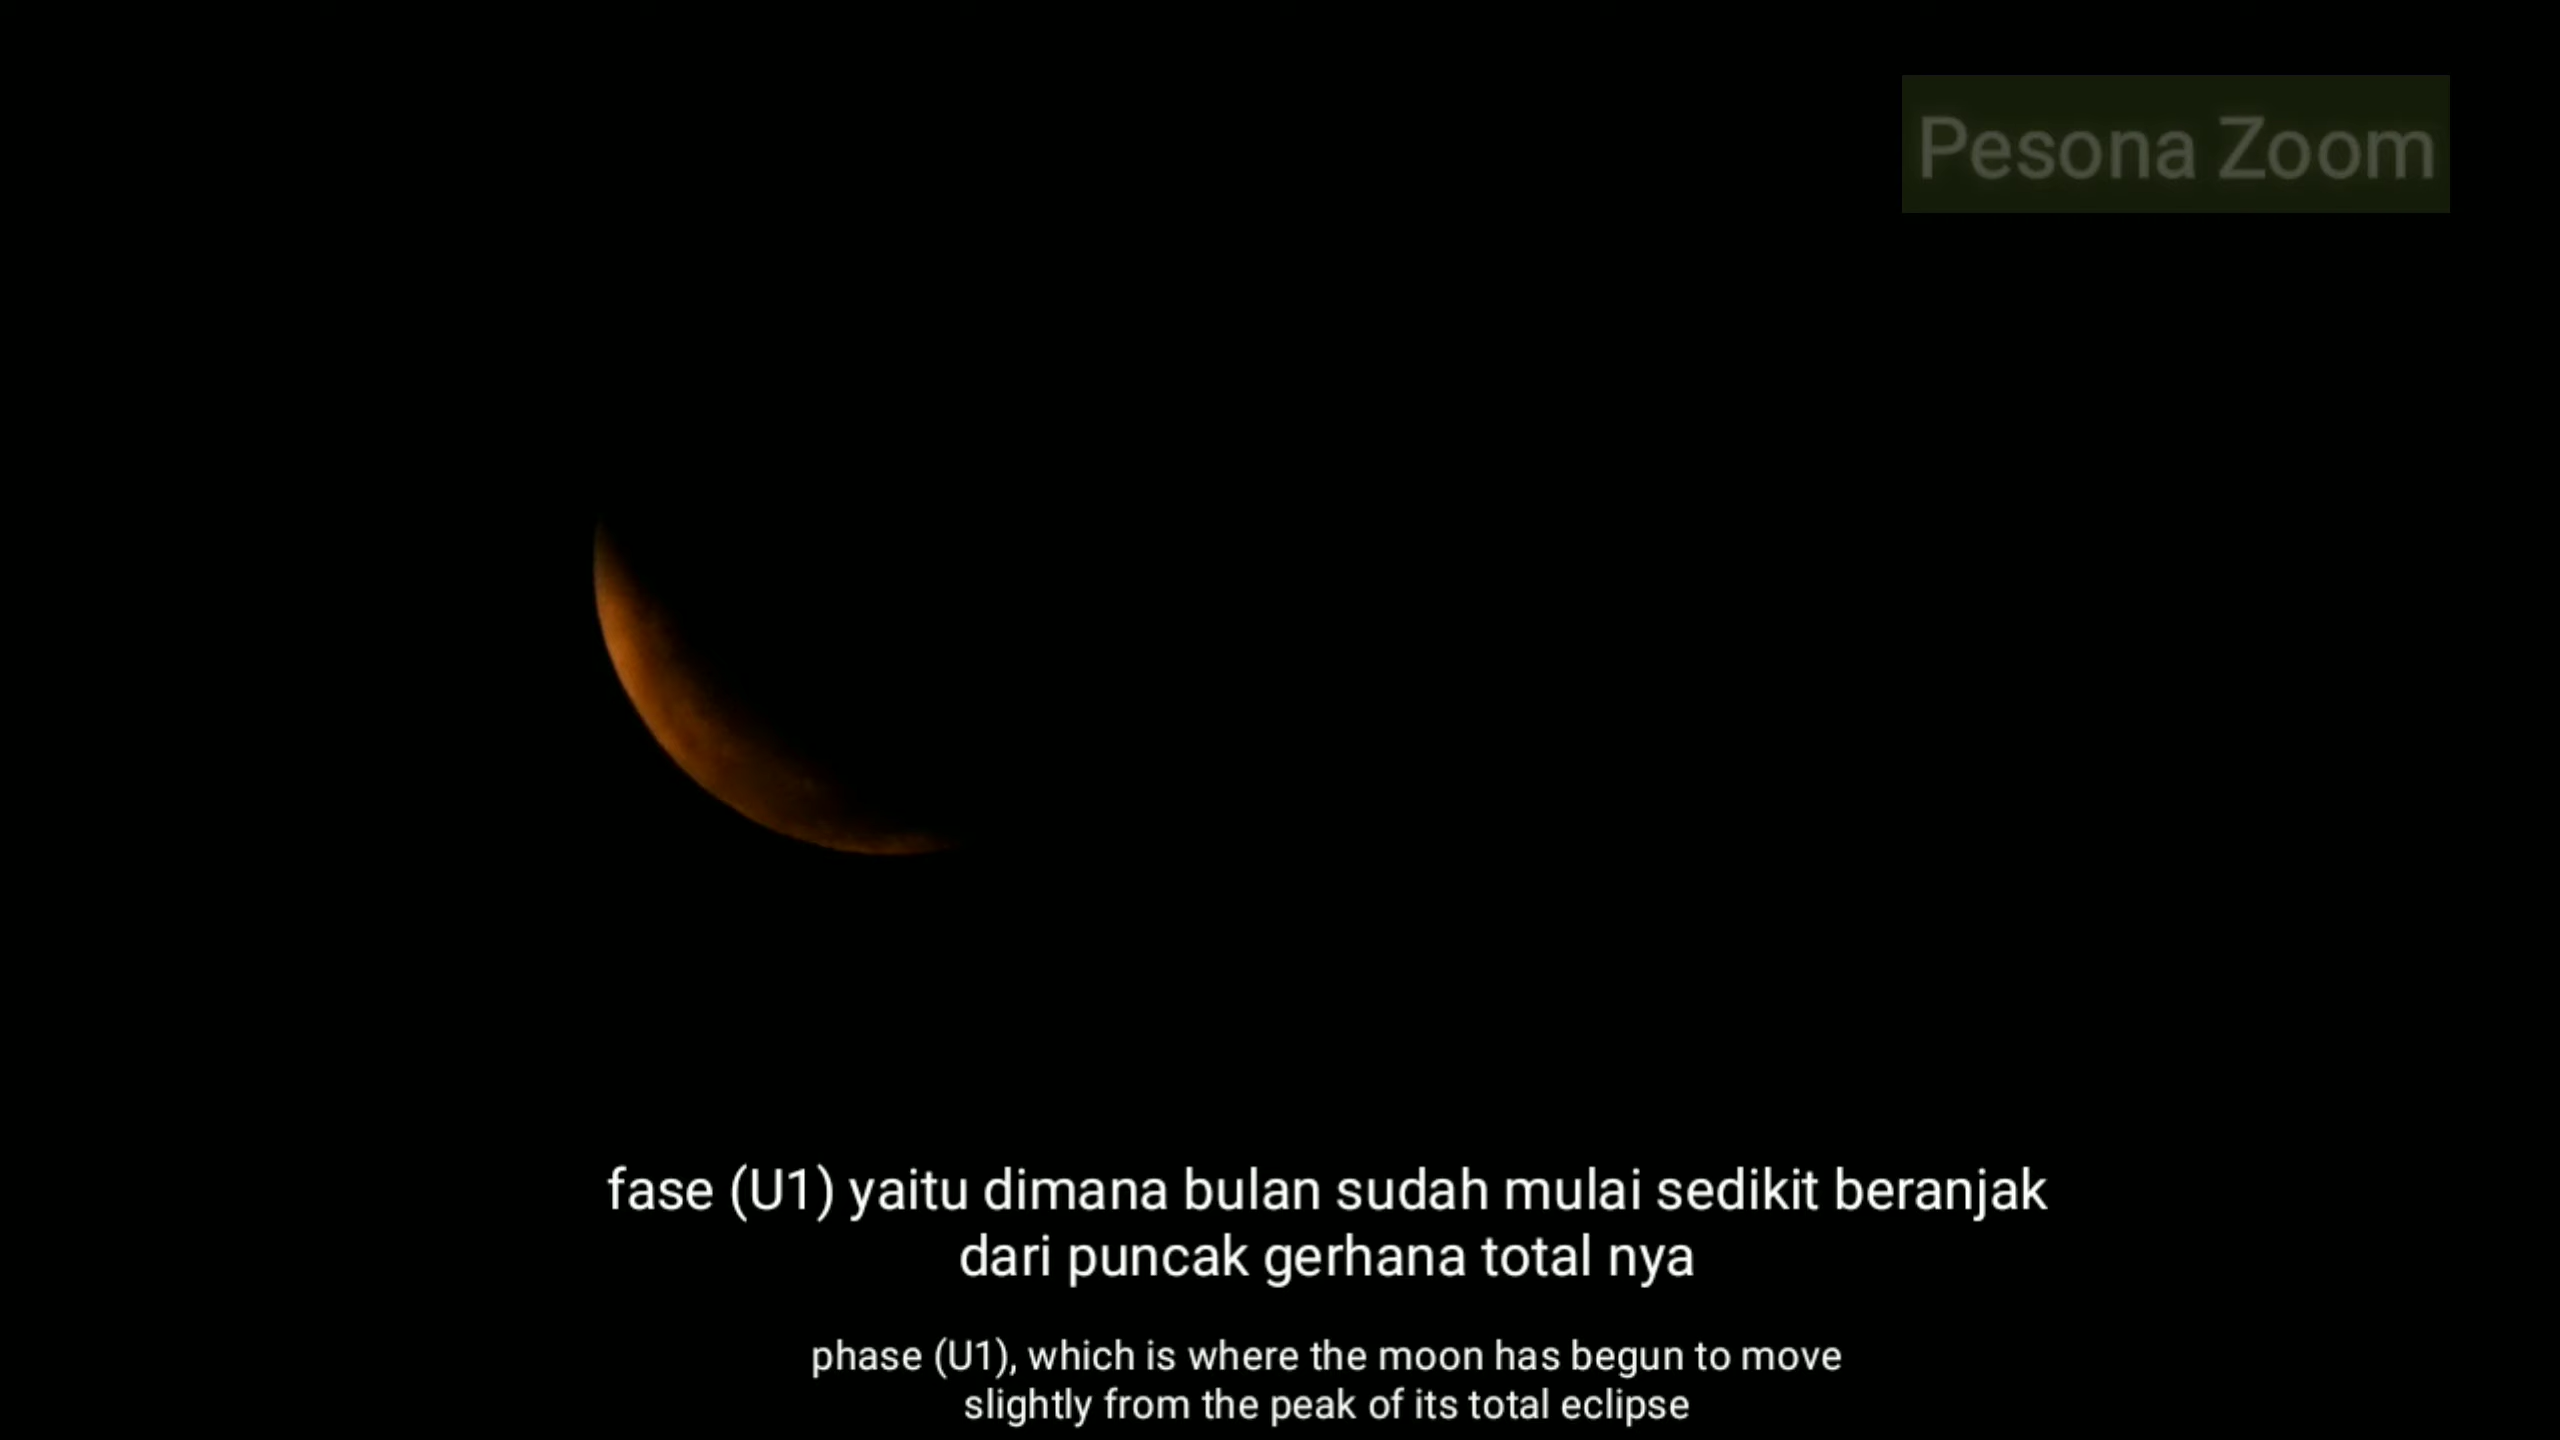 Pesona Zoom
fase (U1) yaitu dimana bulan sudah mulai sedikit beranjak
dari puncak gerhana total nya
phase (U1), which is where the moon has begun to move
slightly from the peak of its total eclipse